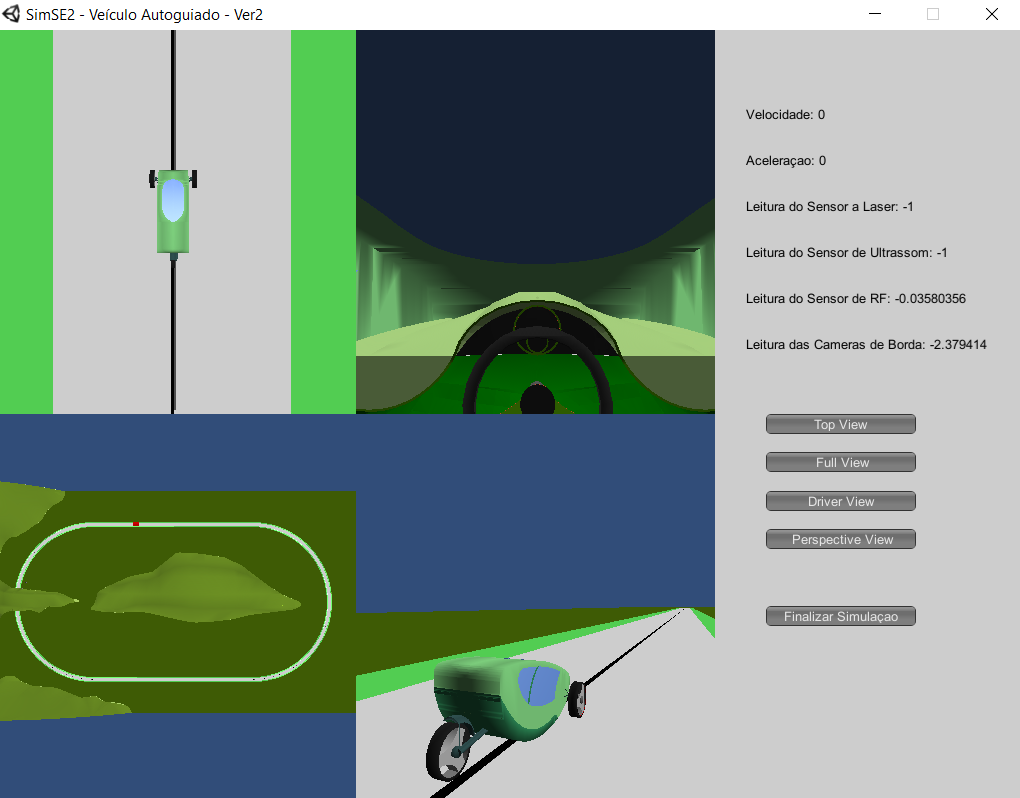 SimSE2 - Veículo Autoguiado - Ver2
Velocidade: 0
Aceleraçao: 0
Leitura do Sensor a Laser: -1
Leitura do Sensor de Ultrassom: -1
Leitura do Sensor de RF: -0.03580356
Leitura das Cameras de Borda: -2.379414
Top View
Full View
Driver View
Perspective View
Finalizar Simulaçao